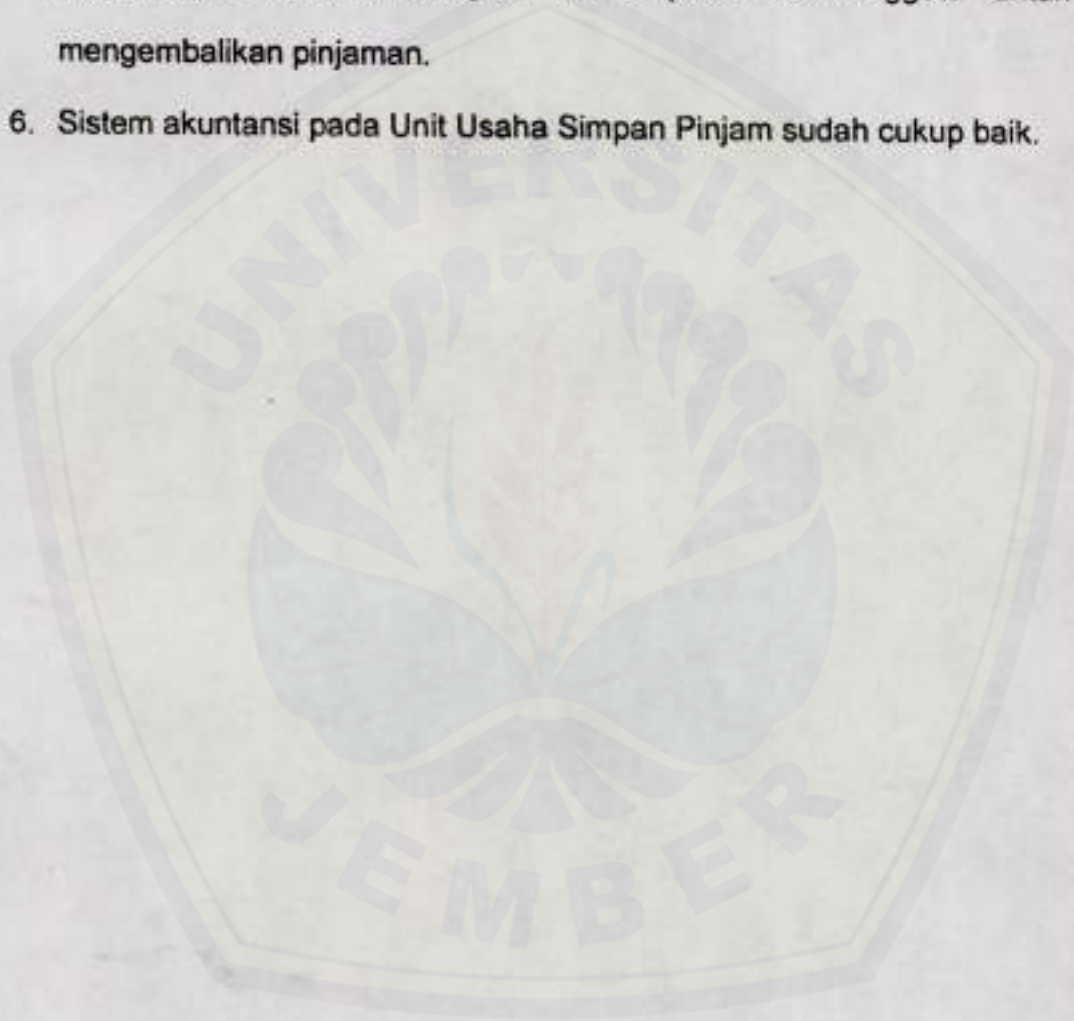 mengembalikan pinjaman.
6. Sistem akuntansi pada Unit Usaha Simpan Pinjam sudah cukup baik.
UNIVERSITAS
JEMBER